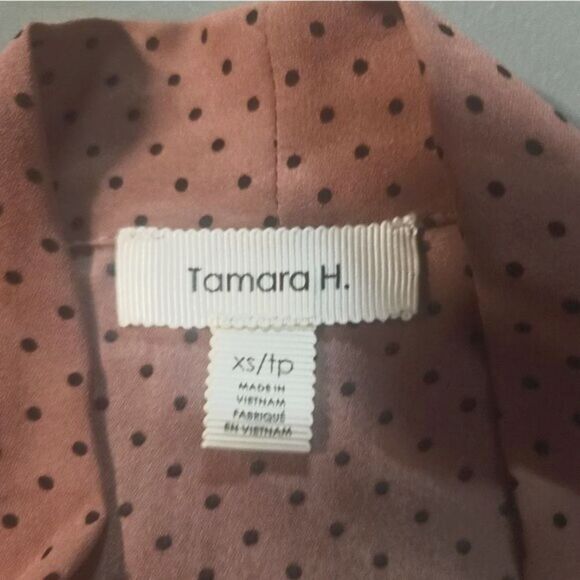 Tamara H.
xs/tp
MADE IN
VIETNAM
FABRIQUÉ
EN VIETNAM